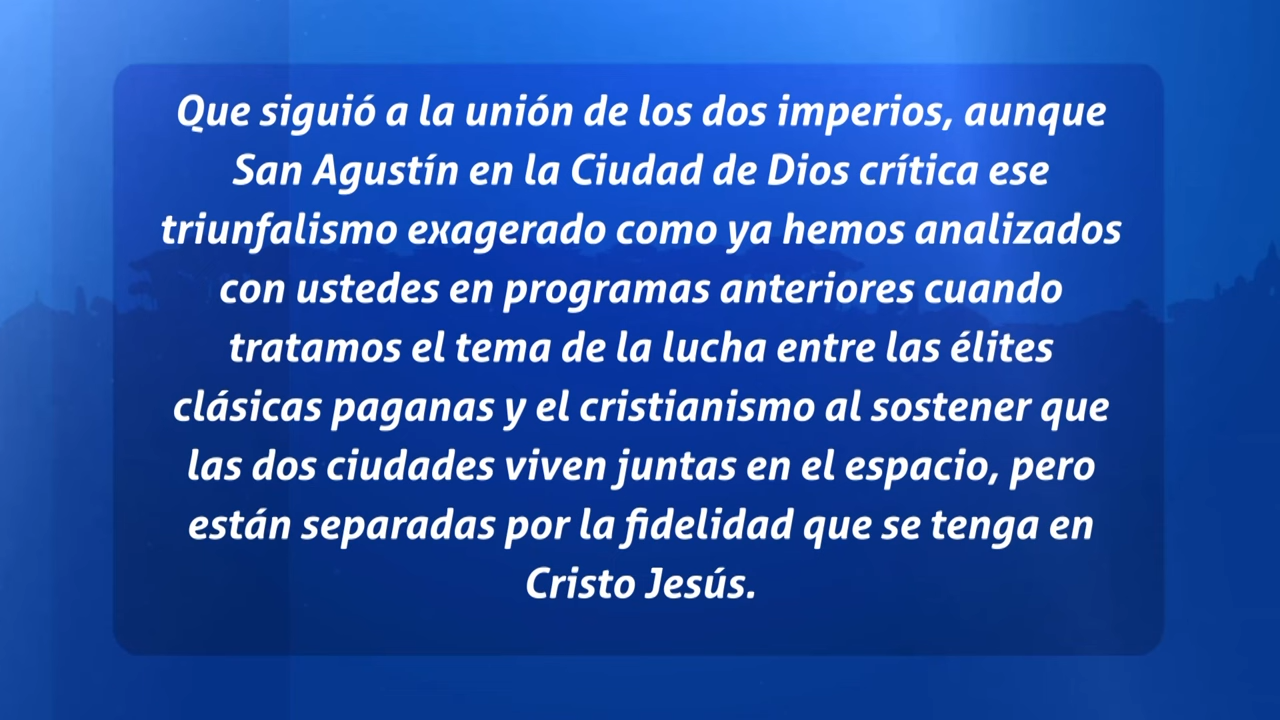 Que siguió a la unión de los dos imperios, aunque
San Agustín en la Ciudad de Dios crítica ese
triunfalismo exagerado como ya hemos analizados
con ustedes en programas anteriores cuando
tratamos el tema de la lucha entre las élites
clásicas paganas y el cristianismo al sostener que
las dos ciudades viven juntas en el espacio, pero
están separadas por la fidelidad que se tenga en
Cristo Jesús.